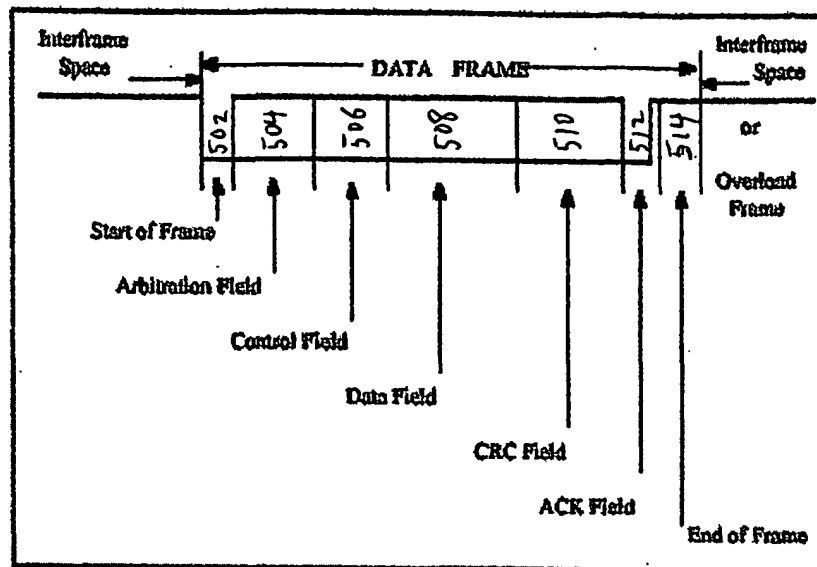 Interframe
Space
DATA FRAME
Interframe
Space
502
504
506
508
510
512
514
or
Overload
Frame
Start of Frame
Arbitration Field
Control Field
Data Field
CRC Field
ACK Field
End of Frame